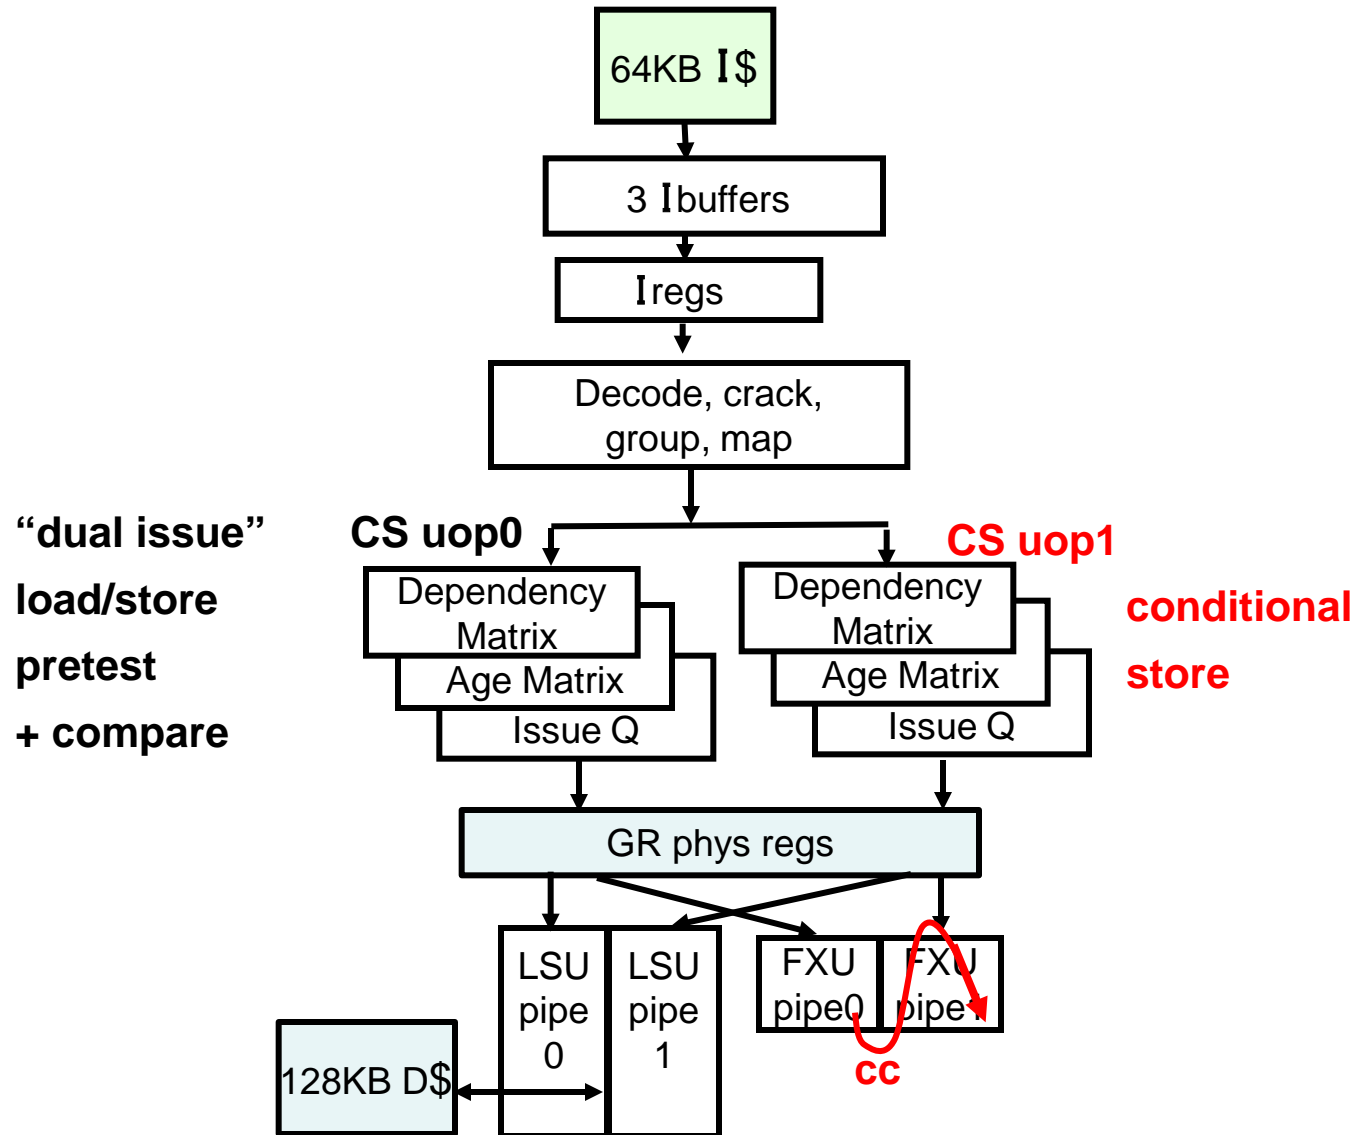 64KB I$
3 Ibuffers
Iregs
Decode, crack,
group, map
“dual issue”
load/store
pretest
+ compare
CS uop0
CS uop1
conditional
store
Dependency
Matrix
Age Matrix
Issue Q
Dependency
Matrix
Age Matrix
Issue Q
GR phys regs
LSU
pipe
0
LSU
pipe
1
FXU
pipe0
FXU
pipe1
cc
128KB D$